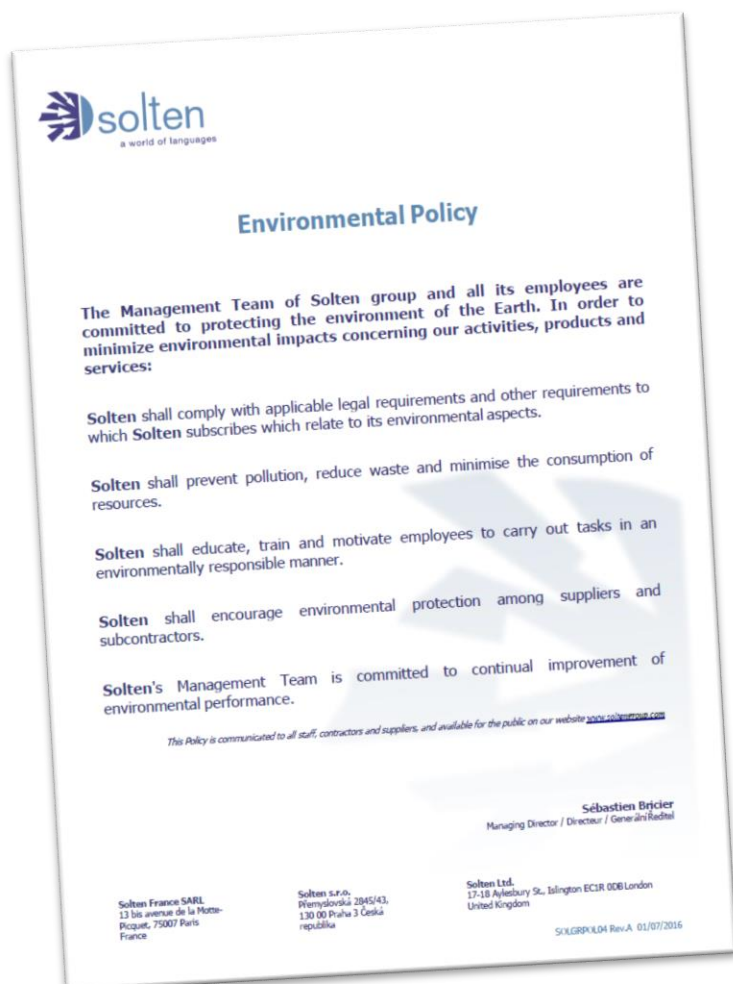 solten
a world of languages
Environmental Policy
The Management Team of Solten group and all its employees are
committed to protecting the environment of the Earth. In order to
minimize environmental impacts concerning our activities, products and
services:
Solten shall comply with applicable legal requirements and other requirements to
which Solten subscribes which relate to its environmental aspects.
Solten shall prevent pollution, reduce waste and minimise the consumption of
resources.
Solten shall educate, train and motivate employees to carry out tasks in an
environmentally responsible manner.
Solten shall encourage environmental protection among suppliers and
subcontractors.
Solten's Management Team is committed to continual improvement of
environmental performance.
This Policy is communicated to all staff, contractors and suppliers, and available for the public on our website www.soltengroup.com
Sébastien Bricier
Managing Director / Directeur / Generální Ředitel
Solten France SARL
13 bis avenue de la Motte-
Picquet, 75007 Paris
France
Solten s.r.o.
Přemyslovská 2845/43,
130 00 Praha 3 Česká
republika
Solten Ltd.
17-18 Aylesbury St., Islington EC1R 0DB London
United Kingdom
SOLGRPOL04 Rev.A 01/07/2016